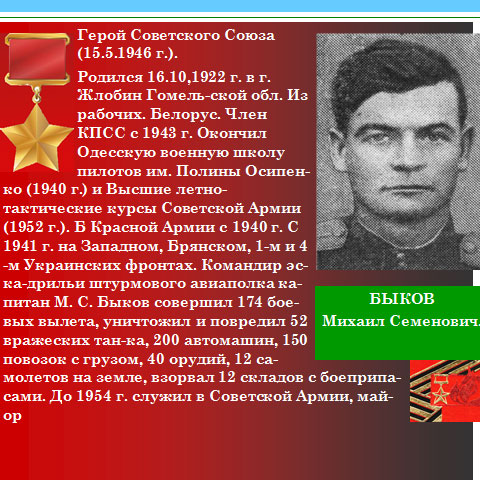 Герой Советского Союза
(15.5.1946 г.).
Родился 16.10,1922 г. в г.
Жлобин Гомель-ской обл. Из
рабочих. Белорус. Член
КПСС с 1943 г. Окончил
Одесскую военную школу
пилотов им. Полины Осипен-
ко (1940 г.) и Высшие летно-
тактические курсы Советской Армии
(1952 г.). Б Красной Армии с 1940 г. С
1941 г. на Западном, Брянском, 1-м и 4
-м Украинских фронтах. Командир эс-
ка-дрильи штурмового авиаполка ка-
питан М. С. Быков совершил 174 бое-
вых вылета, уничтожил и повредил 52
вражеских тан-ка, 200 автомашин, 150
повозок с грузом, 40 орудий, 12 са-
молетов на земле, взорвал 12 складов с боеприпа-
сами. До 1954 г. служил в Советской Армии, май-
ор
БЫКОВ
Михаил Семенович.